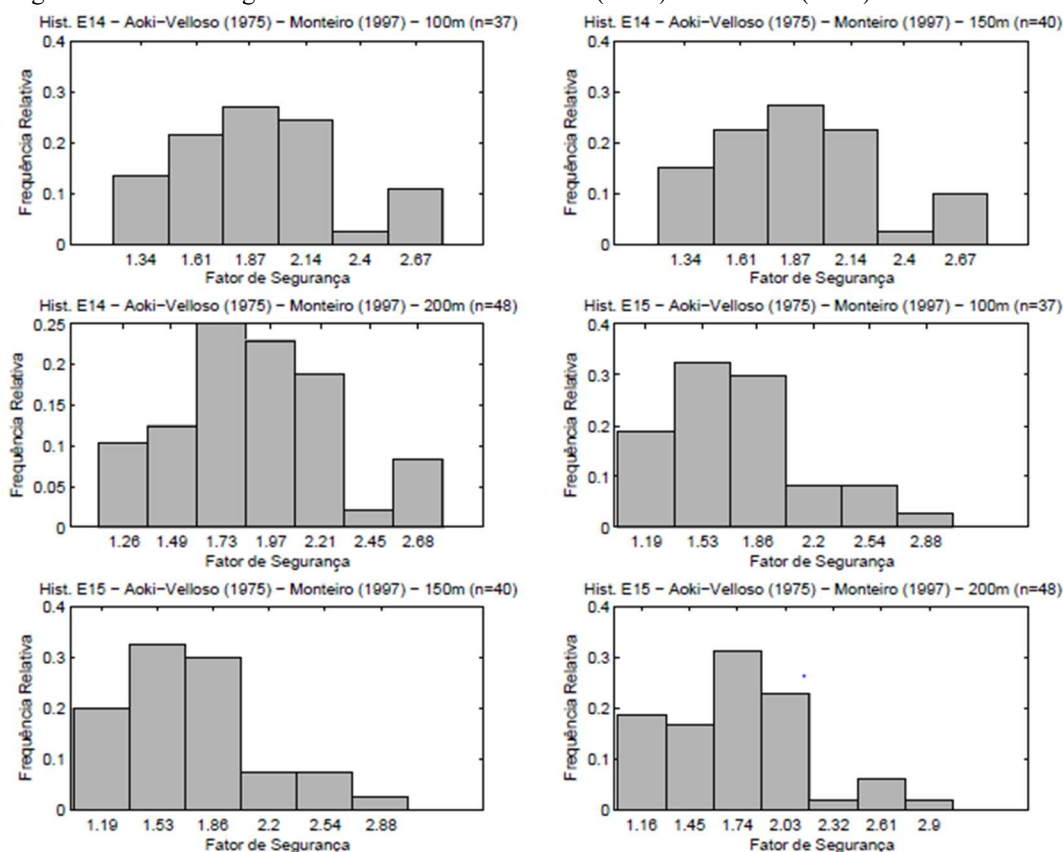 Hist. E14 − Aoki−Velloso (1975) − Monteiro (1997) − 100m (n=37)
0.4
0.3
0.2
0.1
0
Frequência Relativa
1.34 1.61 1.87 2.14 2.4 2.67
Fator de Segurança
Hist. E14 − Aoki−Velloso (1975) − Monteiro (1997) − 150m (n=40)
0.4
0.3
0.2
0.1
0
Frequência Relativa
1.34 1.61 1.87 2.14 2.4 2.67
Fator de Segurança
Hist. E14 − Aoki−Velloso (1975) − Monteiro (1997) − 200m (n=48)
0.25
0.2
0.15
0.1
0.05
0
Frequência Relativa
1.26 1.49 1.73 1.97 2.21 2.45 2.68
Fator de Segurança
Hist. E15 − Aoki−Velloso (1975) − Monteiro (1997) − 100m (n=37)
0.4
0.3
0.2
0.1
0
Frequência Relativa
1.19 1.53 1.86 2.2 2.54 2.88
Fator de Segurança
Hist. E15 − Aoki−Velloso (1975) − Monteiro (1997) − 150m (n=40)
0.4
0.3
0.2
0.1
0
Frequência Relativa
1.19 1.53 1.86 2.2 2.54 2.88
Fator de Segurança
Hist. E15 − Aoki−Velloso (1975) − Monteiro (1997) − 200m (n=48)
0.4
0.3
0.2
0.1
0
Frequência Relativa
1.16 1.45 1.74 2.03 2.32 2.61 2.9
Fator de Segurança